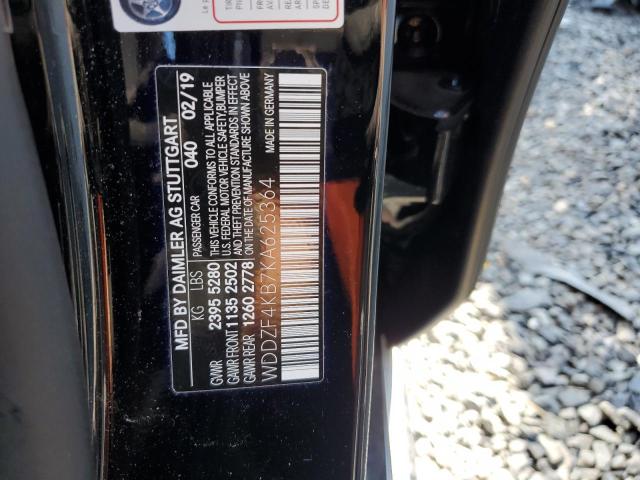 MFD BY DAIMLER AG STUTTGART
KG LBS PASSENGER CAR 040 02/19
GVWR 2395 5280 THIS VEHICLE CONFORMS TO ALL APPLICABLE
GAWR FRONT 1135 2502 U.S. FEDERAL MOTOR VEHICLE SAFETY, BUMPER
GAWR REAR 1260 2778 AND THEFT PREVENTION STANDARDS IN EFFECT
ON THE DATE OF MANUFACTURE SHOWN ABOVE
WDDZF4KB7KA625364 MADE IN GERMANY
Le